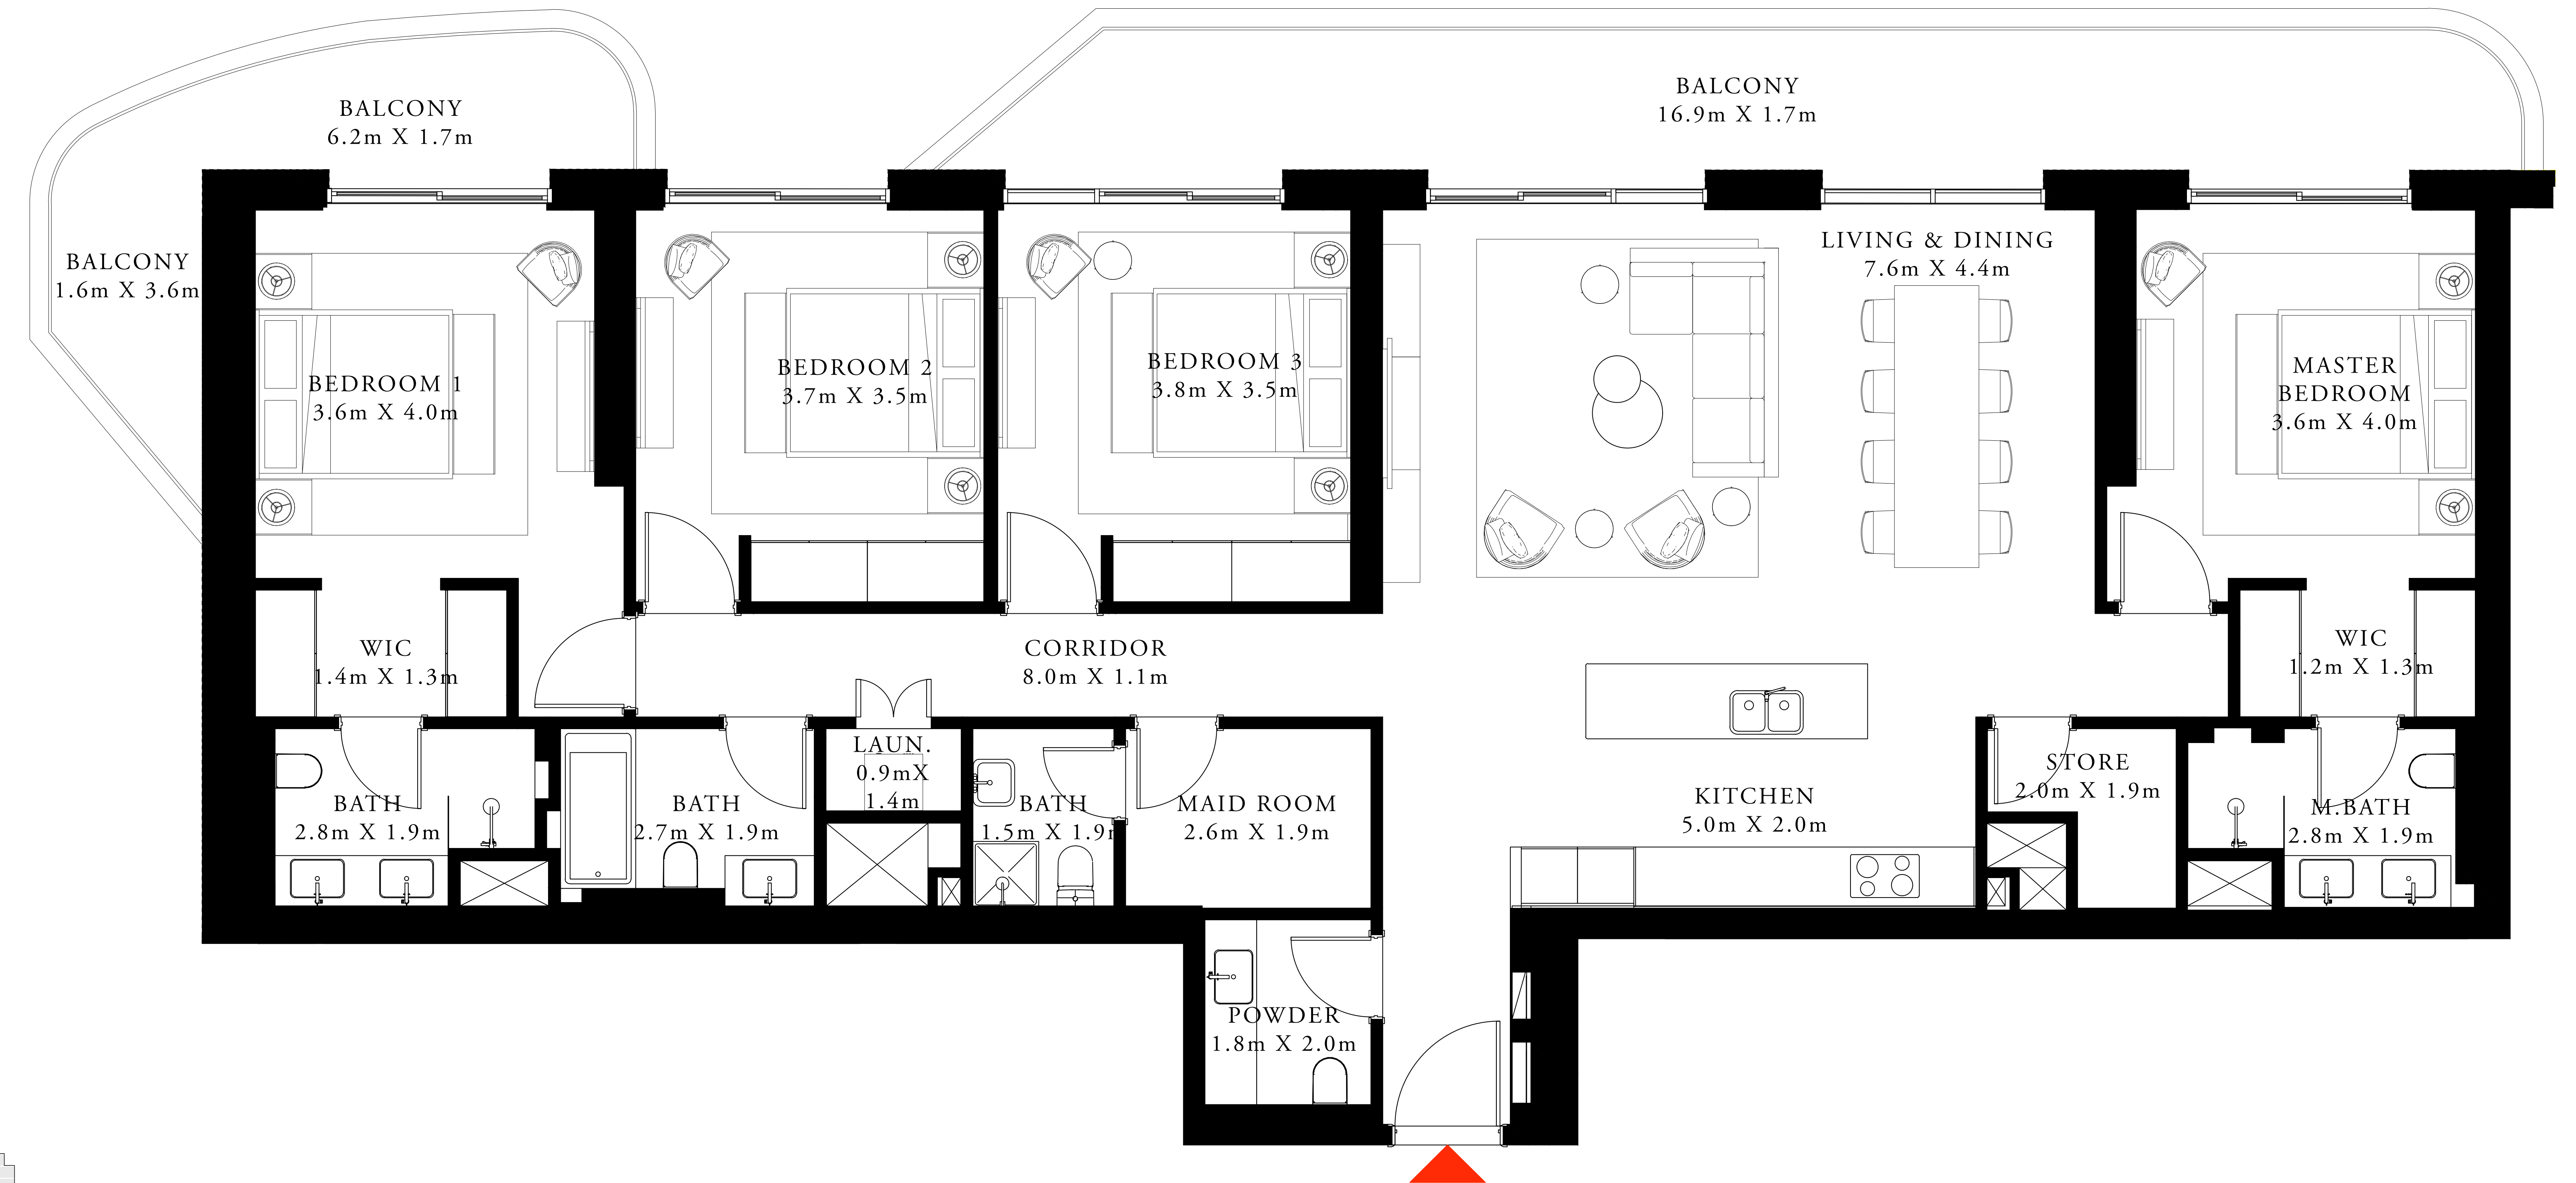 BALCONY
6.2m X 1.7m
BALCONY
16.9m X 1.7m
BALCONY
1.6m X 3.6m
LIVING & DINING
7.6m X 4.4m
BEDROOM 1
3.6m X 4.0m
BEDROOM 2
3.7m X 3.5m
BEDROOM 3
3.8m X 3.5m
MASTER
BEDROOM
3.6m X 4.0m
WIC
1.4m X 1.3m
CORRIDOR
8.0m X 1.1m
WIC
1.2m X 1.3m
BATH
2.8m X 1.9m
BATH
2.7m X 1.9m
LAUN.
0.9mX
1.4m
BATH
1.5m X 1.9m
MAID ROOM
2.6m X 1.9m
KITCHEN
5.0m X 2.0m
STORE
2.0m X 1.9m
M.BATH
2.8m X 1.9m
POWDER
1.8m X 2.0m